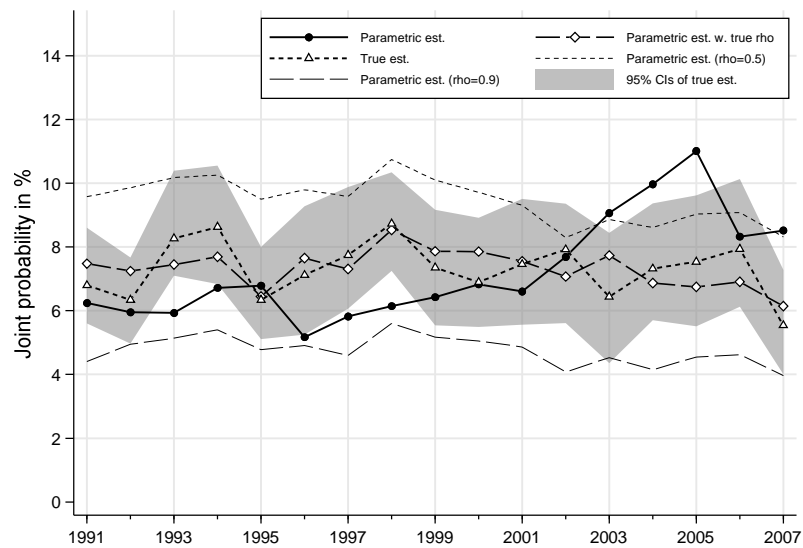 Parametric est.
Parametric est. w. true rho
True est.
Parametric est. (rho=0.5)
Parametric est. (rho=0.9)
95% CIs of true est.
Joint probability in %
14
12
10
8
6
4
2
0
1991 1993 1995 1997 1999 2001 2003 2005 2007